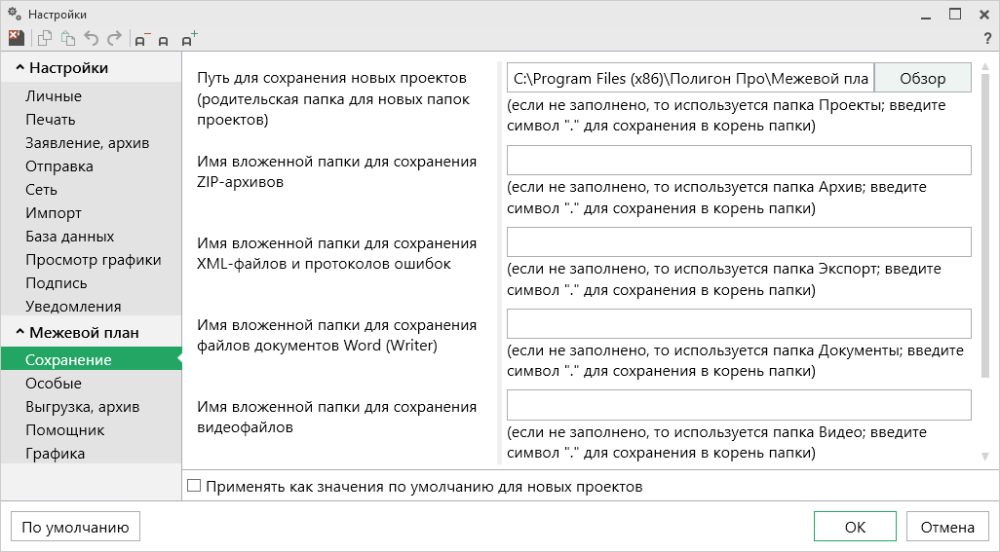 Настройки
?
Настройки
Личные
Печать
Заявление, архив
Отправка
Сеть
Импорт
База данных
Просмотр графики
Подпись
Уведомления
Межевой план
Сохранение
Особые
Выгрузка, архив
Помощник
Графика
Путь для сохранения новых проектов
(родительская папка для новых папок
проектов)
C:\Program Files (x86)\Полигон Про\Межевой пла
Обзор
(если не заполнено, то используется папка Проекты; введите
символ "." для сохранения в корень папки)
Имя вложенной папки для сохранения
ZIP-архивов
(если не заполнено, то используется папка Архив; введите
символ "." для сохранения в корень папки)
Имя вложенной папки для сохранения
XML-файлов и протоколов ошибок
(если не заполнено, то используется папка Экспорт; введите
символ "." для сохранения в корень папки)
Имя вложенной папки для сохранения
файлов документов Word (Writer)
(если не заполнено, то используется папка Документы; введите
символ "." для сохранения в корень папки)
Имя вложенной папки для сохранения
видеофайлов
(если не заполнено, то используется папка Видео; введите
символ "." для сохранения в корень папки)
Применять как значения по умолчанию для новых проектов
По умолчанию
ОК
Отмена